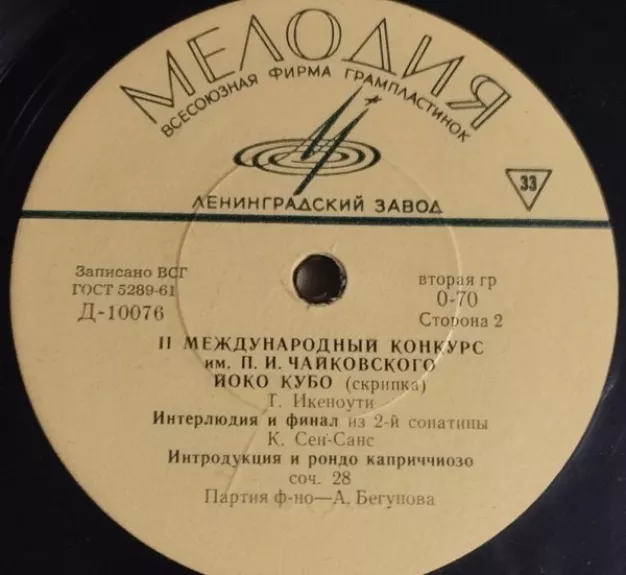 МЕЛОДИЯ
ВСЕСОЮЗНАЯ ФИРМА ГРАМПЛАСТИНОК
ЛЕНИНГРАДСКИЙ ЗАВОД
33
Записано ВСГ
ГОСТ 5289-61
Д-10076
вторая гр
0-70
Сторона 2
II МЕЖДУНАРОДНЫЙ КОНКУРС
им. П. И. ЧАЙКОВСКОГО
ЙОКО КУБО (скрипка)
Т. Икеноути
Интерлюдия и финал из 2-й сонатины
К. Сен-Санс
Интродукция и рондо каприччиозо
соч. 28
Партия ф-но—А. Бегунова